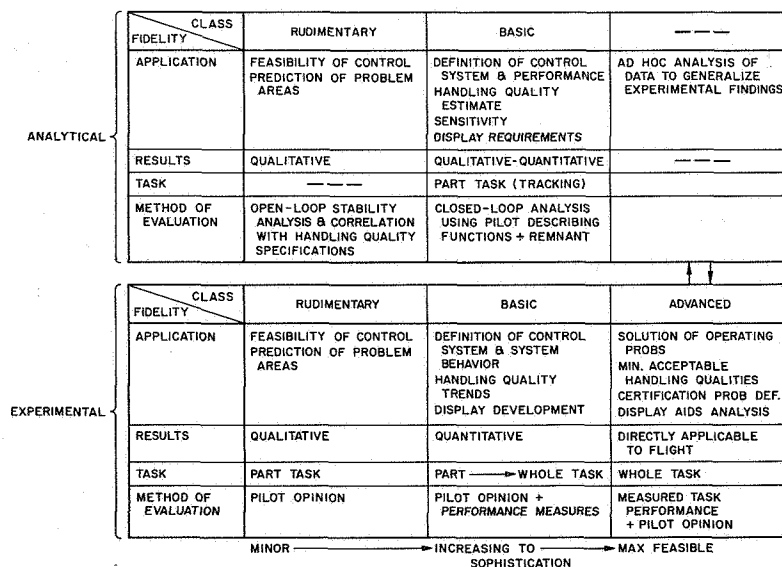 CLASS
FIDELITY
RUDIMENTARY
BASIC
— — —
ANALYTICAL
APPLICATION
FEASIBILITY OF CONTROL
PREDICTION OF PROBLEM
AREAS
DEFINITION OF CONTROL
SYSTEM & PERFORMANCE
HANDLING QUALITY
ESTIMATE
SENSITIVITY
DISPLAY REQUIREMENTS
AD HOC ANALYSIS OF
DATA TO GENERALIZE
EXPERIMENTAL FINDINGS
RESULTS
QUALITATIVE
QUALITATIVE-QUANTITATIVE
— — —
TASK
— — —
PART TASK (TRACKING)
METHOD OF
EVALUATION
OPEN-LOOP STABILITY
ANALYSIS & CORRELATION
WITH HANDLING QUALITY
SPECIFICATIONS
CLOSED-LOOP ANALYSIS
USING PILOT DESCRIBING
FUNCTIONS + REMNANT
CLASS
FIDELITY
RUDIMENTARY
BASIC
ADVANCED
EXPERIMENTAL
APPLICATION
FEASIBILITY OF CONTROL
PREDICTION OF PROBLEM
AREAS
DEFINITION OF CONTROL
SYSTEM & SYSTEM
BEHAVIOR
HANDLING QUALITY
TRENDS
DISPLAY DEVELOPMENT
SOLUTION OF OPERATING
PROBS
MIN. ACCEPTABLE
HANDLING QUALITIES
CERTIFICATION PROB DEF.
DISPLAY AIDS ANALYSIS
RESULTS
QUALITATIVE
QUANTITATIVE
DIRECTLY APPLICABLE
TO FLIGHT
TASK
PART TASK
PART → WHOLE TASK
WHOLE TASK
METHOD OF
EVALUATION
PILOT OPINION
PILOT OPINION +
PERFORMANCE MEASURES
MEASURED TASK
PERFORMANCE
+ PILOT OPINION
MINOR → INCREASING TO → MAX FEASIBLE
SOPHISTICATION